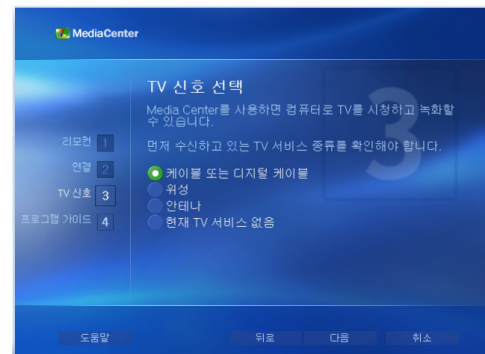 MediaCenter
TV 신호 선택
Media Center를 사용하면 컴퓨터로 TV를 시청하고 녹화할
수 있습니다.
먼저 수신하고 있는 TV 서비스 종류를 확인해야 합니다.
리모컨 1
연결 2
TV 신호 3
프로그램 가이드 4
3
케이블 또는 디지털 케이블
위성
안테나
현재 TV 서비스 없음
도움말
뒤로
다음
취소